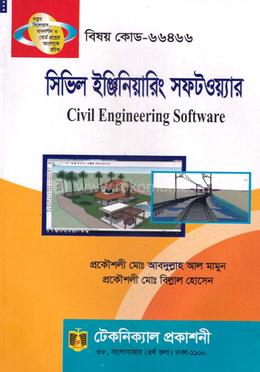 বিষয় কোড-৬৬৪৬৬
সিভিল ইঞ্জিনিয়ারিং সফটওয়্যার
Civil Engineering Software
প্রকৌশলী মোঃ আবদুল্লাহ আল মামুন
প্রকৌশলী মোঃ বিল্লাল হোসেন
টেকনিক্যাল প্রকাশনী
৩৮, বাংলাবাজার (৪র্থ তলা) ঢাকা-১১০০